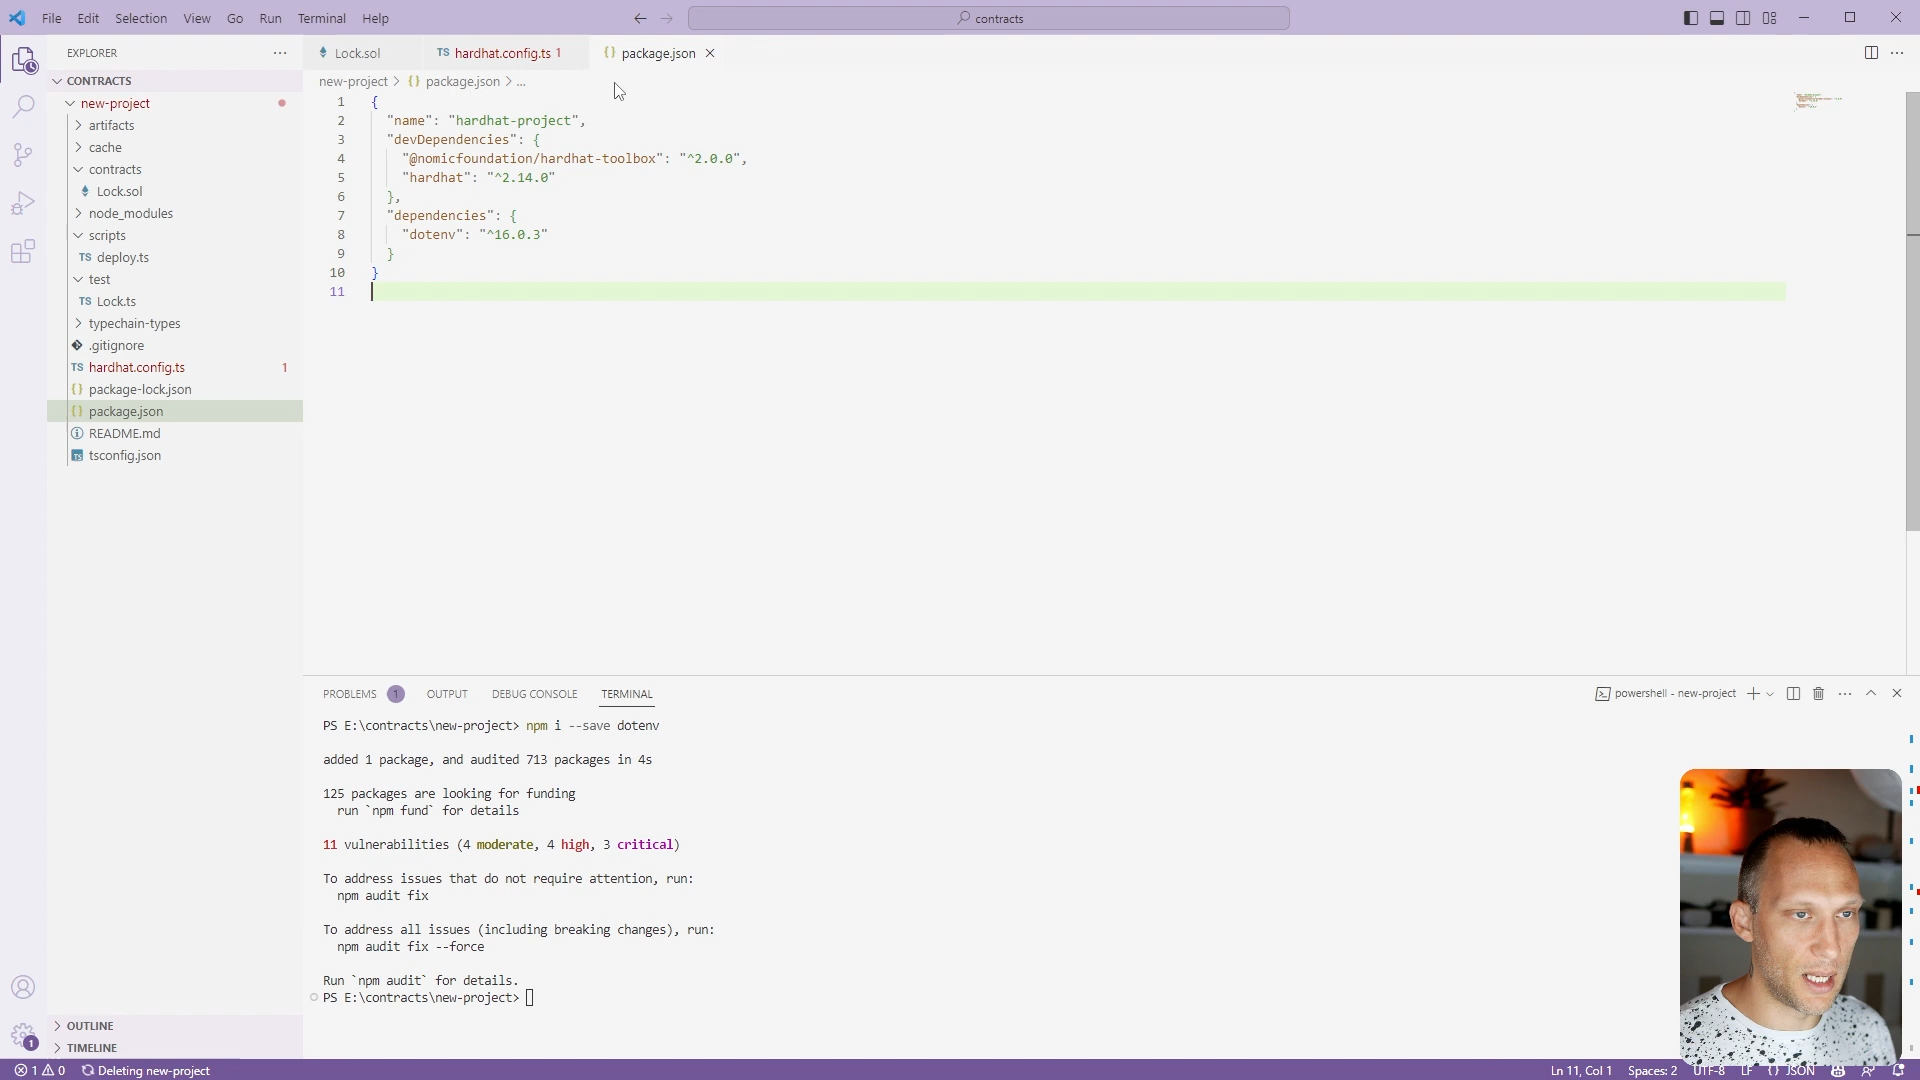 File Edit Selection View Go Run Terminal Help
contracts
EXPLORER
Lock.sol
TS hardhat.config.ts 1
{} package.json
CONTRACTS
new-project > {} package.json > ...
new-project
artifacts
cache
contracts
Lock.sol
node_modules
scripts
TS deploy.ts
test
TS Lock.ts
typechain-types
.gitignore
TS hardhat.config.ts 1
{} package-lock.json
{} package.json
README.md
TS tsconfig.json
OUTLINE
TIMELINE
1 {
2 "name": "hardhat-project",
3 "devDependencies": {
4 "@nomicfoundation/hardhat-toolbox": "^2.0.0",
5 "hardhat": "^2.14.0"
6 },
7 "dependencies": {
8 "dotenv": "^16.0.3"
9 }
10 }
11
PROBLEMS 1 OUTPUT DEBUG CONSOLE TERMINAL
powershell - new-project
PS E:\contracts\new-project> npm i --save dotenv
added 1 package, and audited 713 packages in 4s
125 packages are looking for funding
run `npm fund` for details
11 vulnerabilities (4 moderate, 4 high, 3 critical)
To address issues that do not require attention, run:
npm audit fix
To address all issues (including breaking changes), run:
npm audit fix --force
Run `npm audit` for details.
PS E:\contracts\new-project>
1
1 0 Deleting new-project
Ln 11, Col 1 Spaces: 2 UTF-8 LF {} JSON